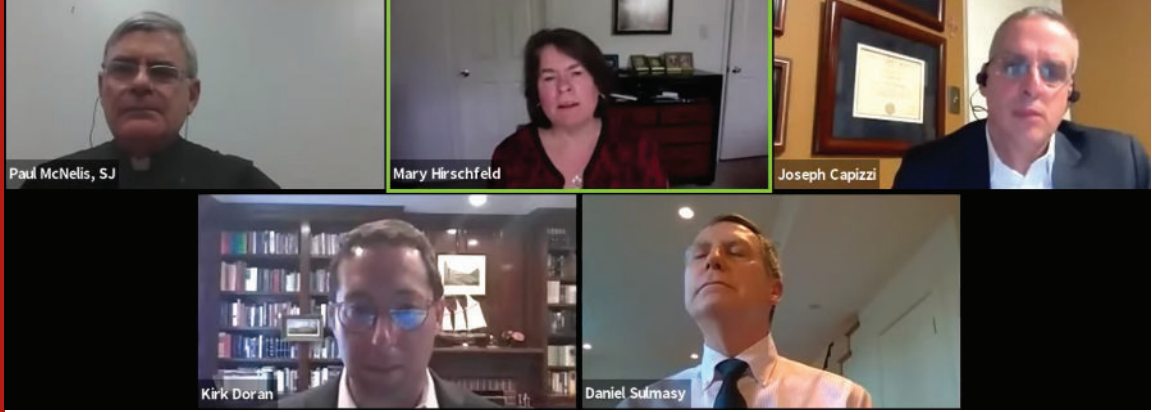 Paul McNelis, SJ
Mary Hirschfeld
Joseph Capizzi
Kirk Doran
Daniel Sulmasy